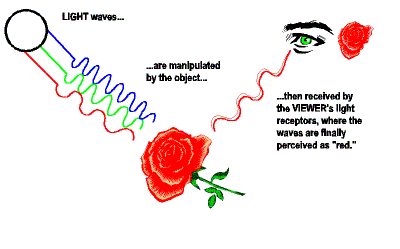 LIGHT waves...
...are manipulated
by the object...
...then received by
the VIEWER's light
receptors, where the
waves are finally
perceived as "red."